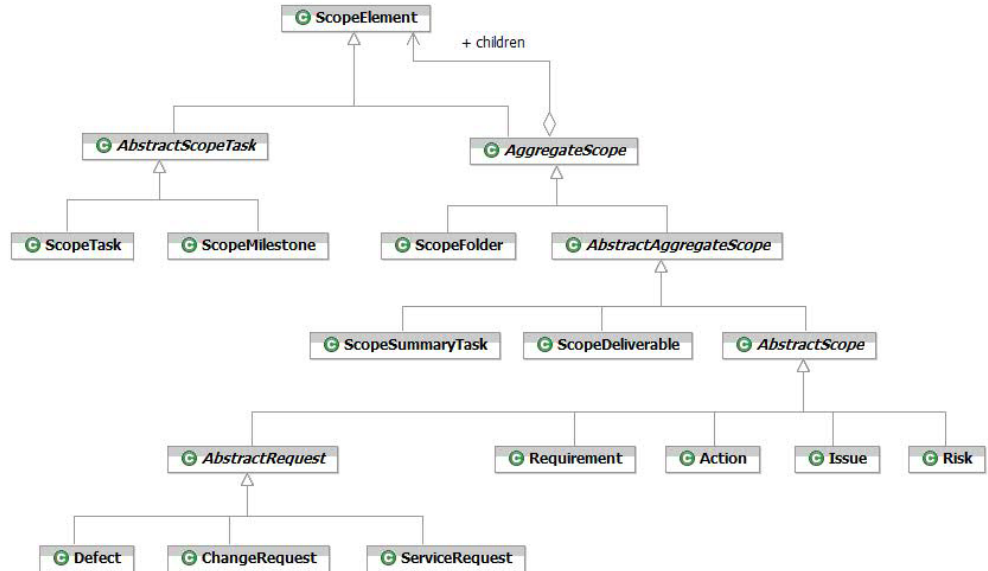 ScopeElement
+ children
AbstractScopeTask
AggregateScope
ScopeTask
ScopeMilestone
ScopeFolder
AbstractAggregateScope
ScopeSummaryTask
ScopeDeliverable
AbstractScope
AbstractRequest
Requirement
Action
Issue
Risk
Defect
ChangeRequest
ServiceRequest